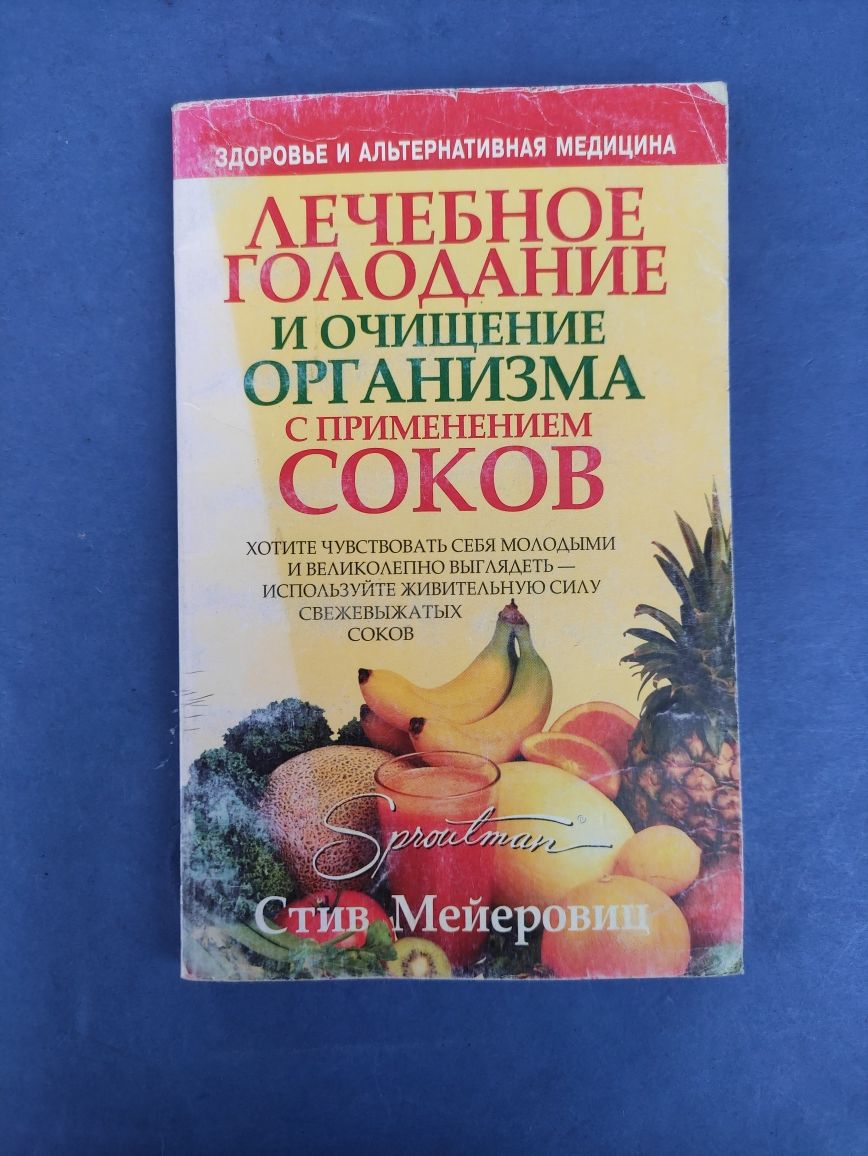 ЗДОРОВЬЕ И АЛЬТЕРНАТИВНАЯ МЕДИЦИНА
ЛЕЧЕБНОЕ
ГОЛОДАНИЕ
И ОЧИЩЕНИЕ
ОРГАНИЗМА
С ПРИМЕНЕНИЕМ
СОКОВ
ХОТИТЕ ЧУВСТВОВАТЬ СЕБЯ МОЛОДЫМИ
И ВЕЛИКОЛЕПНО ВЫГЛЯДЕТЬ —
ИСПОЛЬЗУЙТЕ ЖИВИТЕЛЬНУЮ СИЛУ
СВЕЖЕВЫЖАТЫХ
СОКОВ
Sproutman®
Стив Мейеровиц